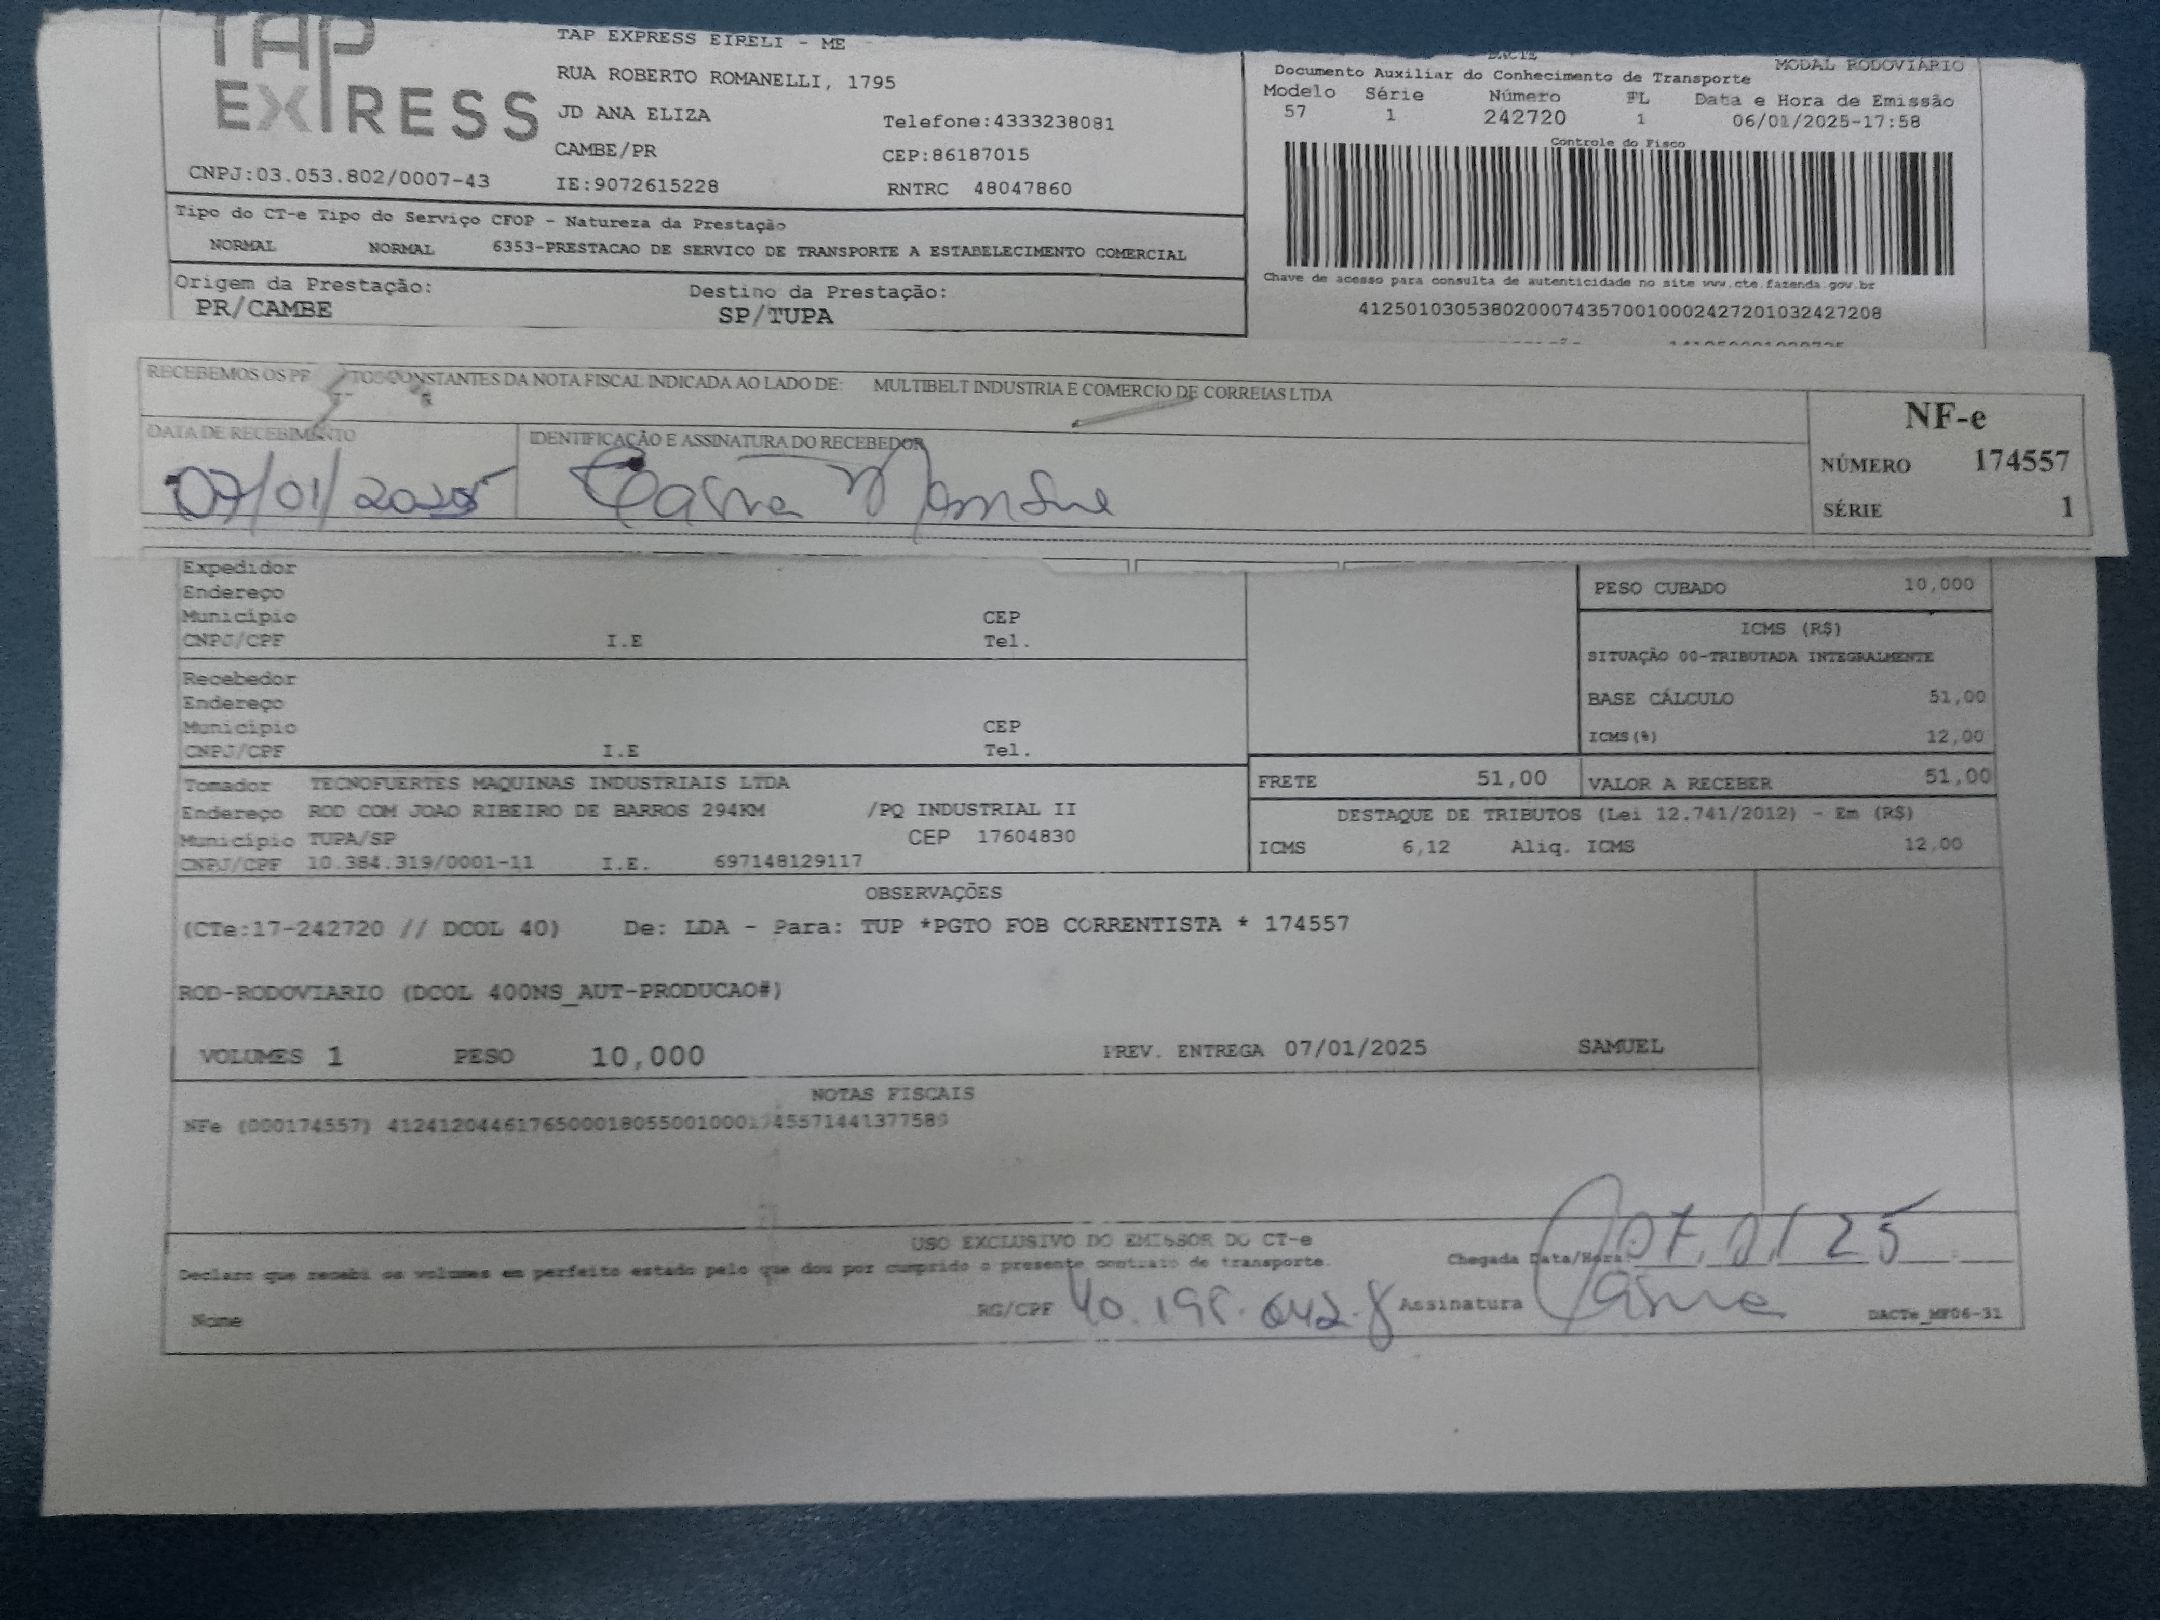 TAP EXPRESS
TAP EXPRESS EIRELI - ME
RUA ROBERTO ROMANELLI, 1795
JD ANA ELIZA
Telefone:4333238081
CAMBE/PR
CEP:86187015
CNPJ:03.053.802/0007-43
IE:9072615228
RNTRC 48047860
DACTE
MODAL RODOVIÁRIO
Documento Auxiliar do Conhecimento de Transporte
Modelo Série Número FL Data e Hora de Emissão
57 1 242720 1 06/01/2025-17:58
Controle do Fisco
Chave de acesso para consulta de autenticidade no site www.cte.fazenda.gov.br
41250103053802000743570010002427201032427208
Tipo do CT-e Tipo do Serviço CFOP - Natureza da Prestação
NORMAL NORMAL 6353-PRESTACAO DE SERVICO DE TRANSPORTE A ESTABELECIMENTO COMERCIAL
Origem da Prestação: Destino da Prestação:
PR/CAMBE SP/TUPA
RECEBEMOS OS CONSTANTES DA NOTA FISCAL INDICADA AO LADO DE: MULTIBELT INDUSTRIA E COMERCIO DE CORREIAS LTDA
DATA DE RECEBIMENTO IDENTIFICAÇÃO E ASSINATURA DO RECEBEDOR
07/01/2025
NF-e
NÚMERO 174557
SÉRIE 1
Expedidor
Endereço
Município CEP
CNPJ/CPF I.E Tel.
Recebedor
Endereço
Município CEP
CNPJ/CPF I.E Tel.
PESO CUBADO 10,000
ICMS (R$)
SITUAÇÃO 00-TRIBUTADA INTEGRALMENTE
BASE CÁLCULO 51,00
ICMS(%) 12,00
Tomador TECNOFUERTES MAQUINAS INDUSTRIAIS LTDA
Endereço ROD COM JOAO RIBEIRO DE BARROS 294KM /PQ INDUSTRIAL II
Município TUPA/SP CEP 17604830
CNPJ/CPF 10.384.319/0001-11 I.E. 697148129117
FRETE 51,00 VALOR A RECEBER 51,00
DESTAQUE DE TRIBUTOS (Lei 12.741/2012) - Em (R$)
ICMS 6,12 Aliq. ICMS 12,00
OBSERVAÇÕES
(CTe:17-242720 // DCOL 40) De: LDA - Para: TUP *PGTO FOB CORRENTISTA * 174557
ROD-RODOVIARIO (DCOL 400NS_AUT-PRODUCAO#)
VOLUMES 1 PESO 10,000 PREV. ENTREGA 07/01/2025 SAMUEL
NOTAS FISCAIS
NFe (000174557) 41241204461765000180550010001745571441377589
USO EXCLUSIVO DO EMISSOR DO CT-e
Declaro que recebi os volumes em perfeito estado pelo que dou por cumprido o presente contrato de transporte.
Chegada Data/Hora: 07/01/25
Nome RG/CPF 40.198.642-8 Assinatura
DACTe_MF06-31